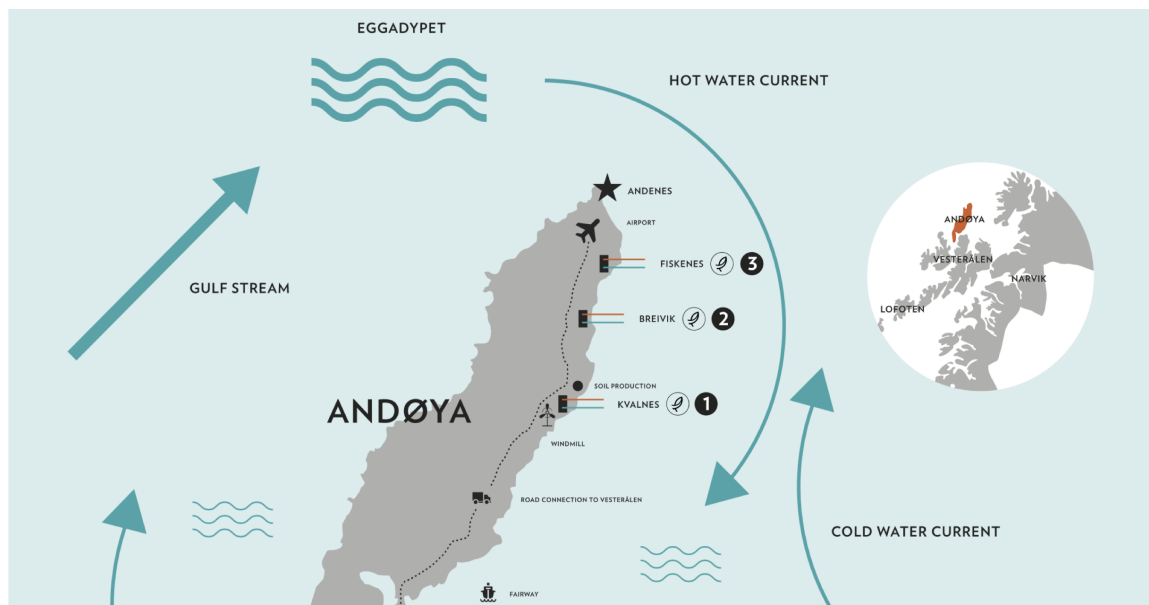 EGGADYPET
HOT WATER CURRENT
ANDENES
AIRPORT
FISKENES 3
GULF STREAM
BREIVIK 2
SOIL PRODUCTION
KVALNES 1
ANDØYA
WINDMILL
ROAD CONNECTION TO VESTERÅLEN
COLD WATER CURRENT
FAIRWAY
ANDØYA
VESTERÅLEN
NARVIK
LOFOTEN